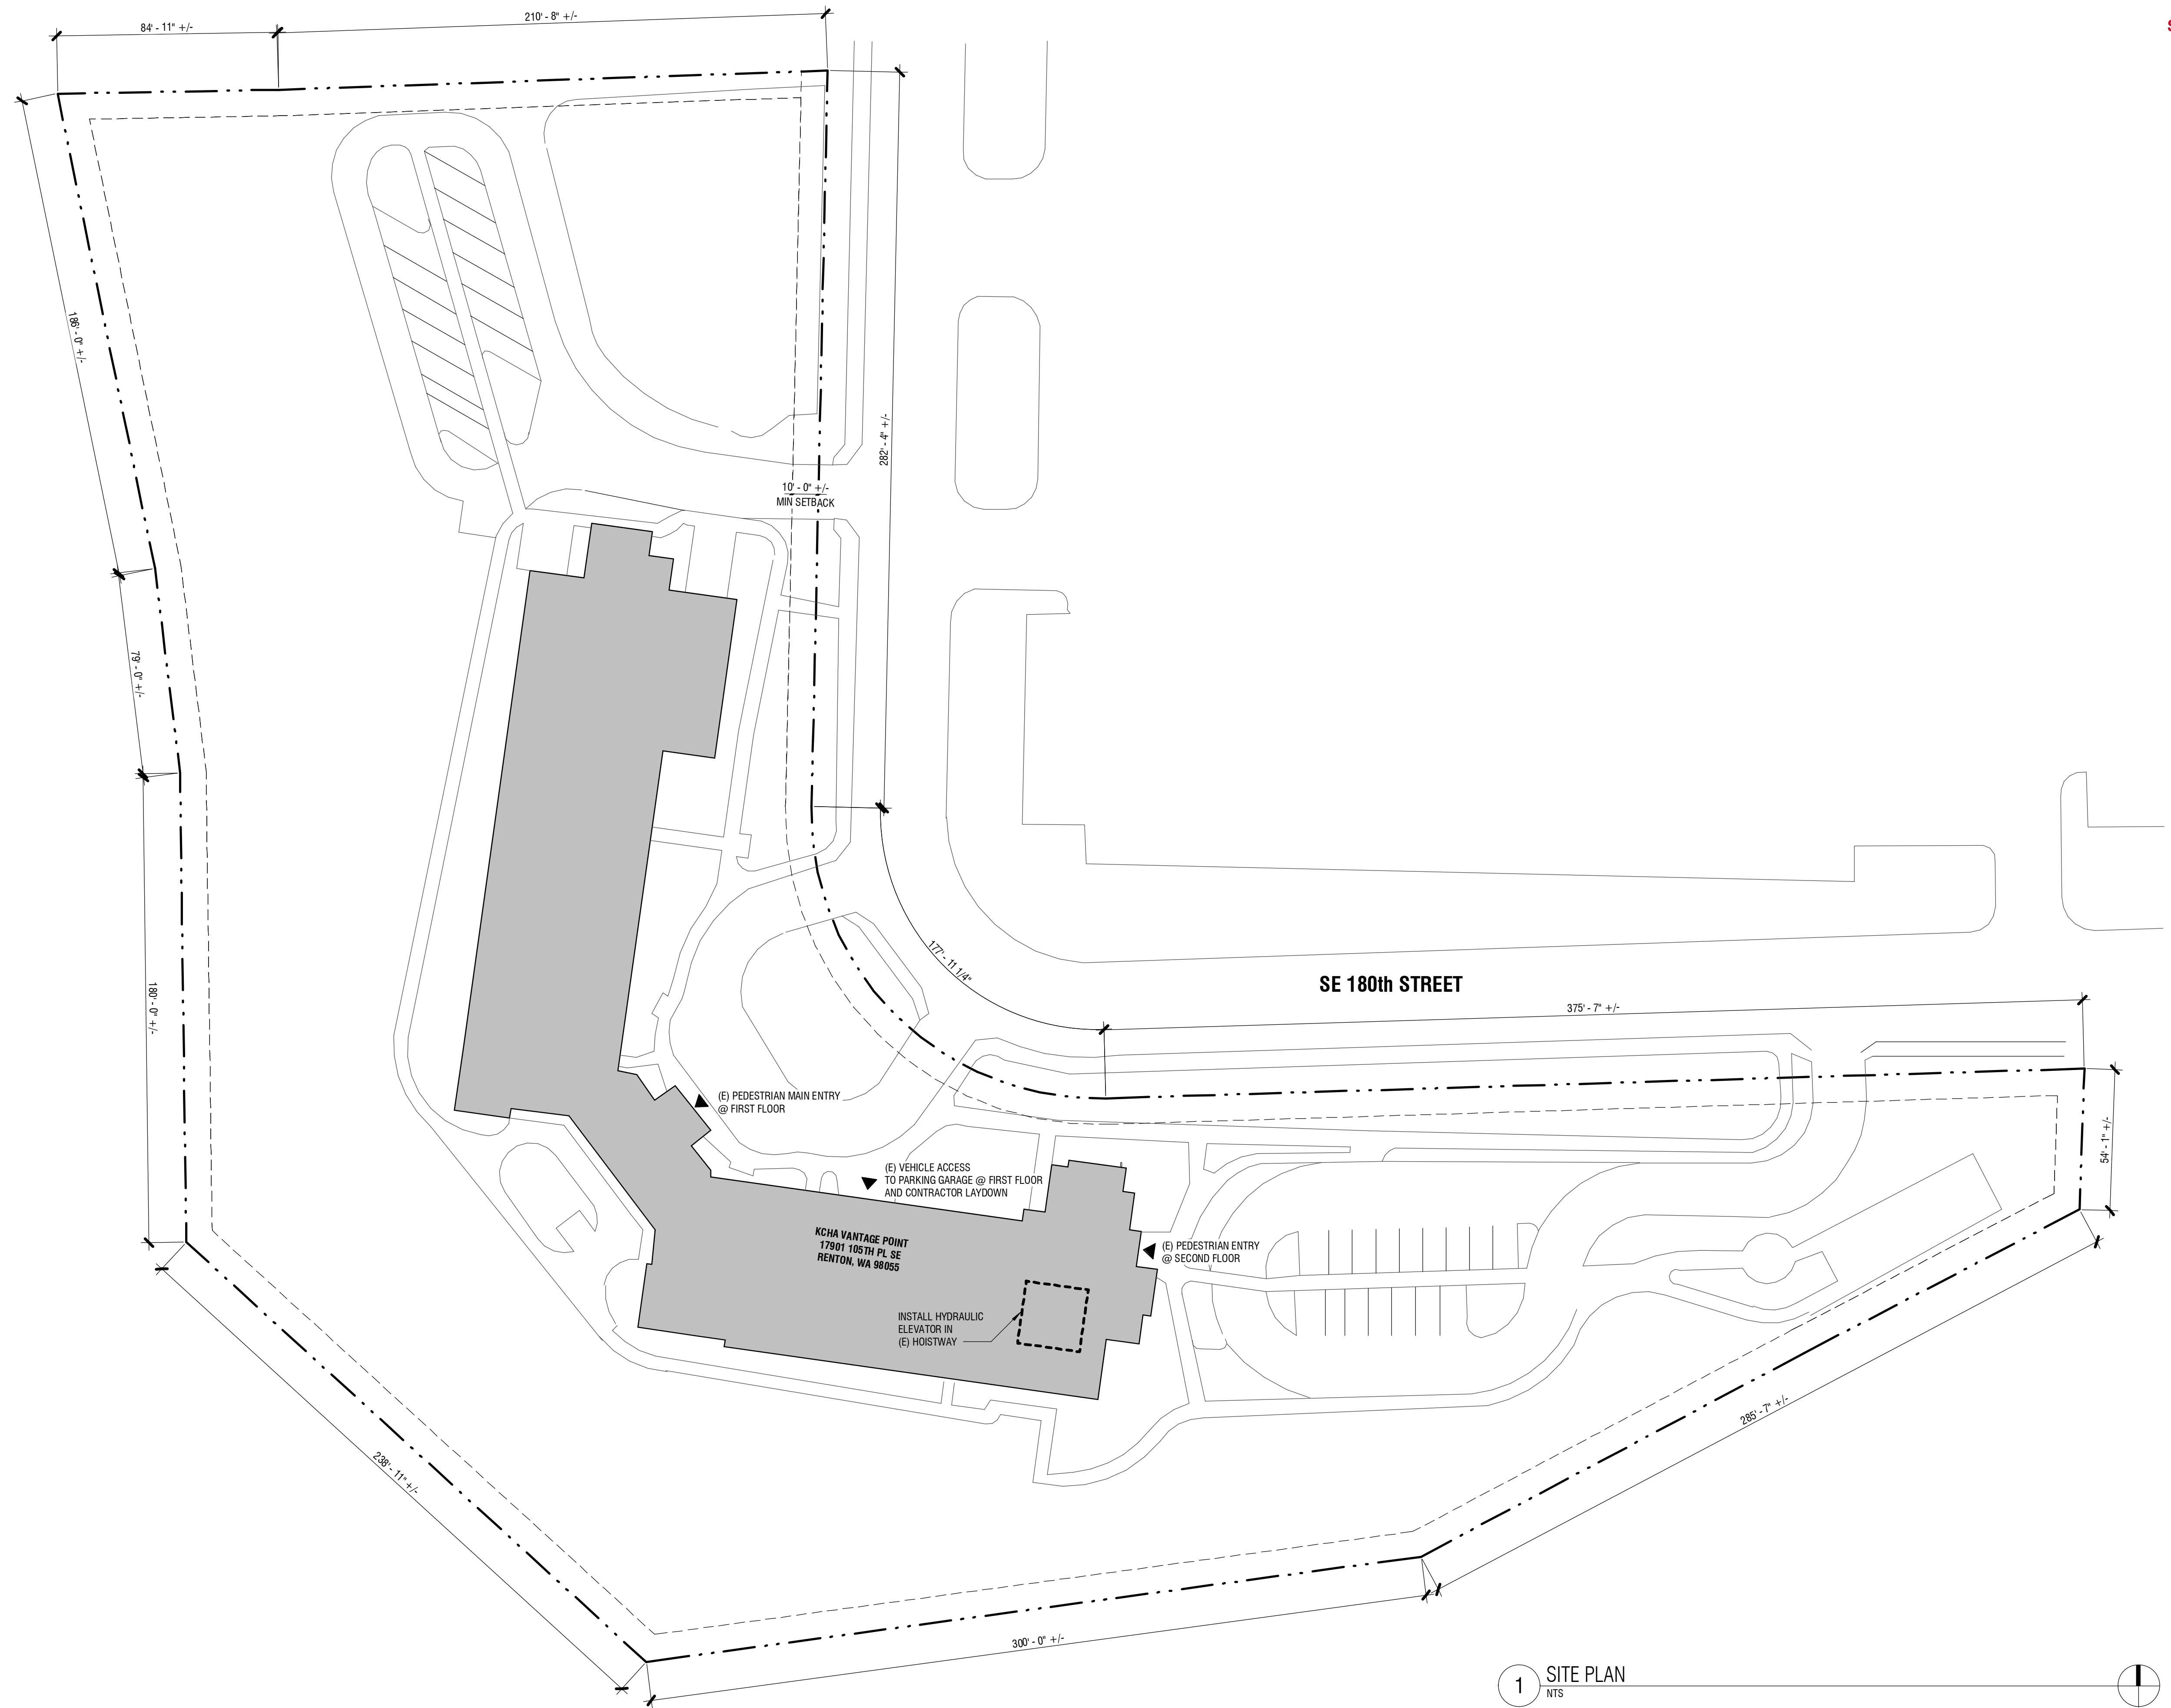 84' - 11" +/-
210' - 8" +/-
186' - 0" +/-
282' - 4" +/-
10' - 0" +/-
MIN SETBACK
79' - 0" +/-
177' - 11 1/4"
SE 180th STREET
375' - 7" +/-
180' - 0" +/-
(E) PEDESTRIAN MAIN ENTRY
@ FIRST FLOOR
54' - 1" +/-
(E) VEHICLE ACCESS
TO PARKING GARAGE @ FIRST FLOOR
AND CONTRACTOR LAYDOWN
KCHA VANTAGE POINT
17901 105TH PL SE
RENTON, WA 98055
(E) PEDESTRIAN ENTRY
@ SECOND FLOOR
INSTALL HYDRAULIC
ELEVATOR IN
(E) HOISTWAY
285' - 7" +/-
238' - 11" +/-
300' - 0" +/-
1 SITE PLAN
NTS